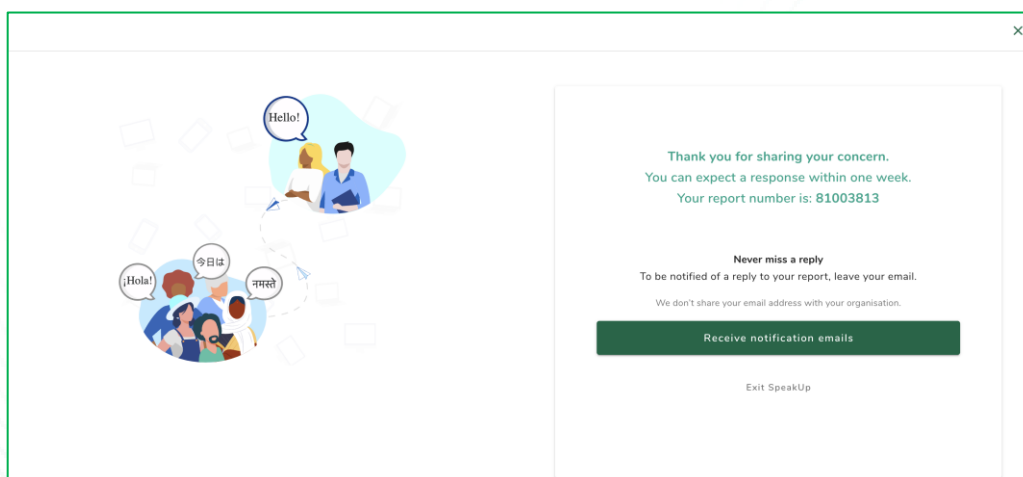 ×
Hello!
今日は
¡Hola!
नमस्ते
Thank you for sharing your concern.
You can expect a response within one week.
Your report number is: 81003813
Never miss a reply
To be notified of a reply to your report, leave your email.
We don't share your email address with your organisation.
Receive notification emails
Exit SpeakUp